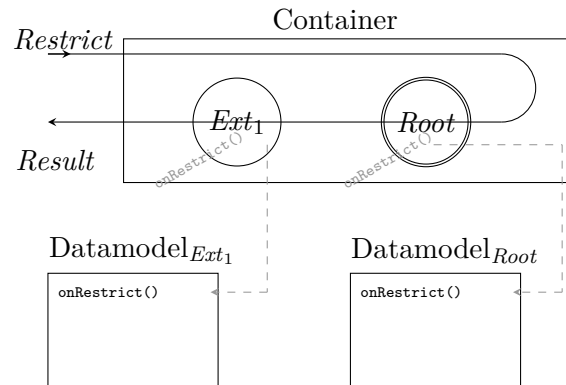 Container
Restrict
Ext1
Root
onRestrict()
onRestrict()
Result
DatamodelExt1
DatamodelRoot
onRestrict()
onRestrict()